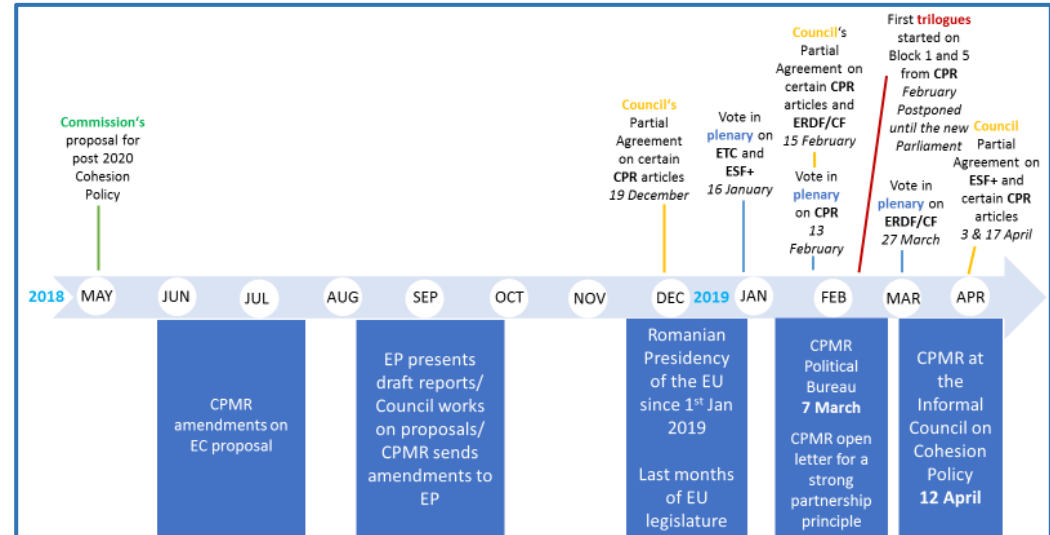 Commission's
proposal for
post 2020
Cohesion
Policy
Council's
Partial
Agreement
on certain
CPR articles
19 December
Vote in
plenary on
ETC and
ESF+
16 January
Council's
Partial
Agreement on
certain CPR
articles and
ERDF/CF
15 February
Vote in
plenary
on CPR
13
February
First trilogues
started on
Block 1 and 5
from CPR
February
Postponed
until the new
Parliament
Vote in
plenary on
ERDF/CF
27 March
Council
Partial
Agreement on
ESF+ and
certain CPR
articles
3 & 17 April
2018 MAY JUN JUL AUG SEP OCT NOV DEC 2019 JAN FEB MAR APR
CPMR
amendments on
EC proposal
EP presents
draft reports/
Council works
on proposals/
CPMR sends
amendments to
EP
Romanian
Presidency
of the EU
since 1st Jan
2019
Last months
of EU
legislature
CPMR
Political
Bureau
7 March
CPMR open
letter for a
strong
partnership
principle
CPMR at
the
Informal
Council on
Cohesion
Policy
12 April